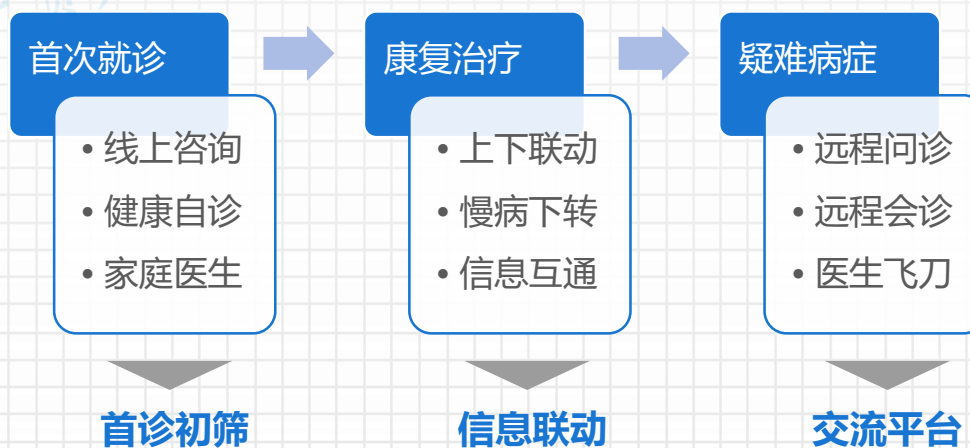 首次就诊
• 线上咨询
• 健康自诊
• 家庭医生
首诊初筛
康复治疗
• 上下联动
• 慢病下转
• 信息互通
信息联动
疑难病症
• 远程问诊
• 远程会诊
• 医生飞刀
交流平台